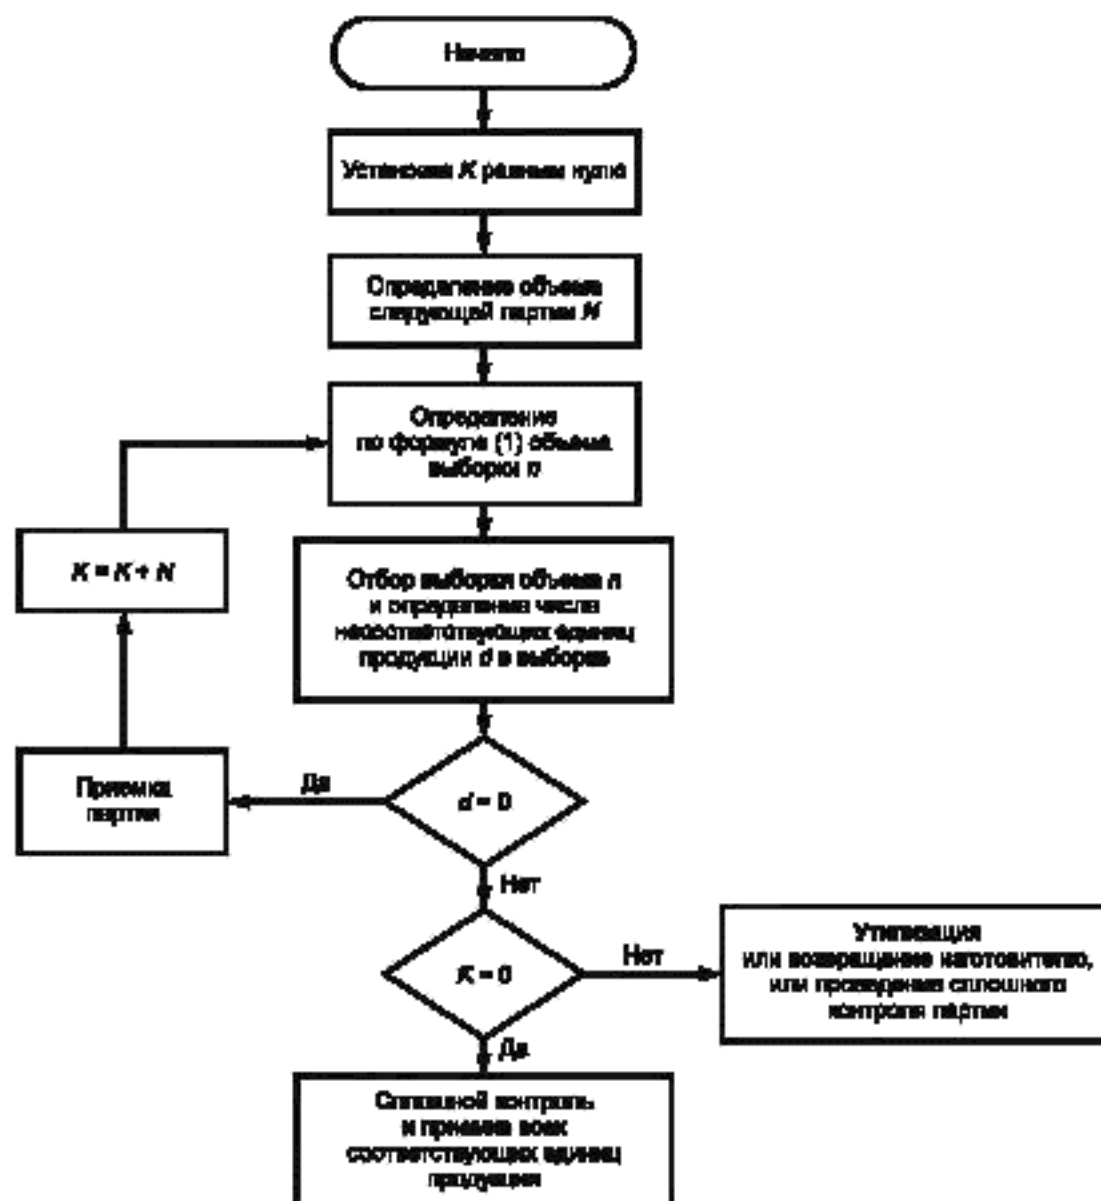 Начало
Установка K равным нулю
Определение объема
следующей партии N
Определение
по формуле (1) объема
выборки n
K = K + N
Отбор выборки объема n
и определение числа
несоответствующих единиц
продукции d в выборке
Приемка
партии
Да
d = 0
Нет
K = 0
Нет
Утилизация
или возвращение изготовителю,
или проведение сплошного
контроля партии
Да
Сплошной контроль
и приемка всех
соответствующих единиц
продукции